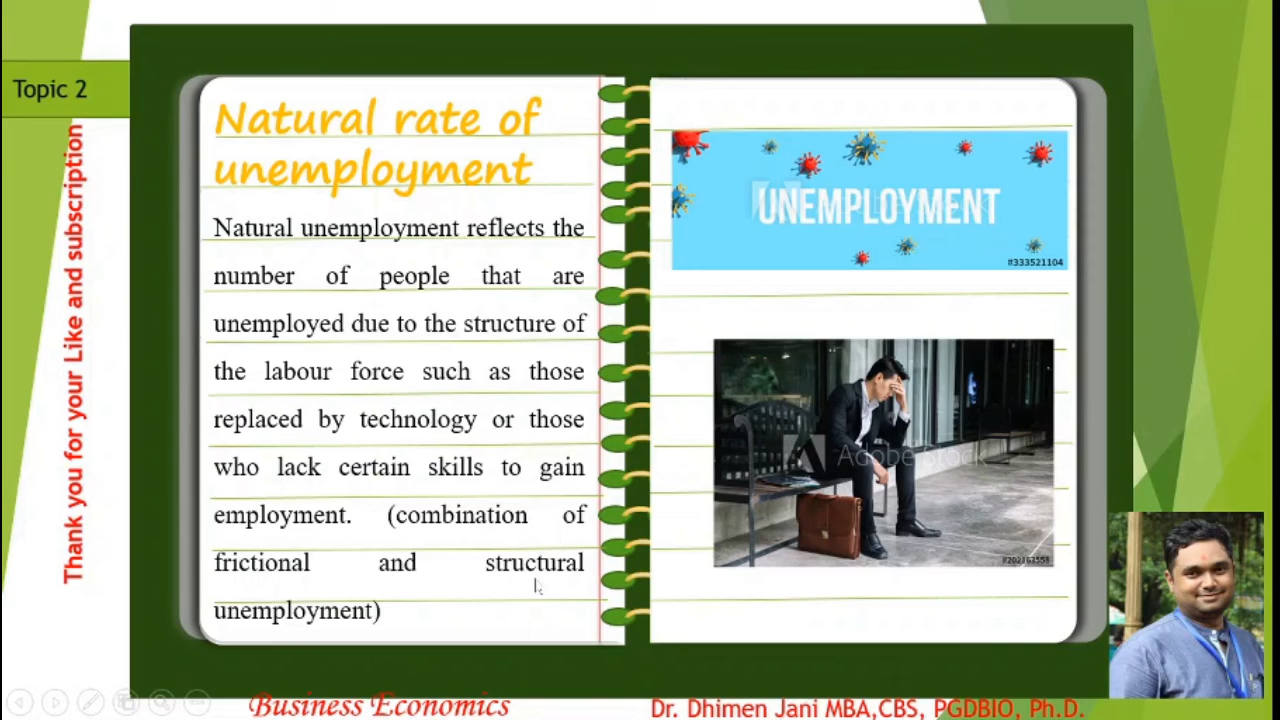 Topic 2
Thank you for your Like and subscription
Natural rate of
unemployment
Natural unemployment reflects the
number of people that are
unemployed due to the structure of
the labour force such as those
replaced by technology or those
who lack certain skills to gain
employment. (combination of
frictional and structural
unemployment)
UNEMPLOYMENT
#333521104
Adobe Stock
#202163558
Business Economics
Dr. Dhimen Jani MBA,CBS, PGDBIO, Ph.D.